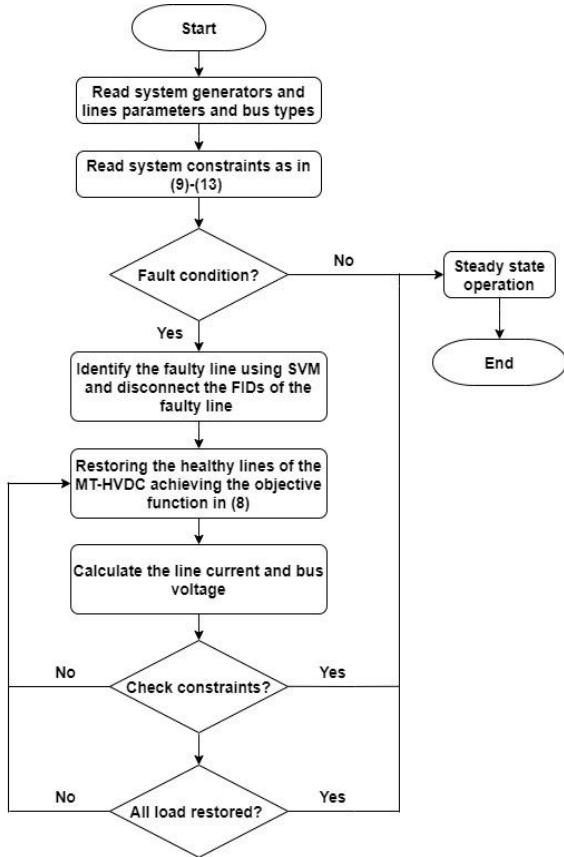 Start
Read system generators and
lines parameters and bus types
Read system constraints as in
(9)-(13)
Fault condition?
No
Steady state
operation
Yes
End
Identify the faulty line using SVM
and disconnect the FIDs of the
faulty line
Restoring the healthy lines of the
MT-HVDC achieving the objective
function in (8)
Calculate the line current and bus
voltage
No
Check constraints?
Yes
No
All load restored?
Yes